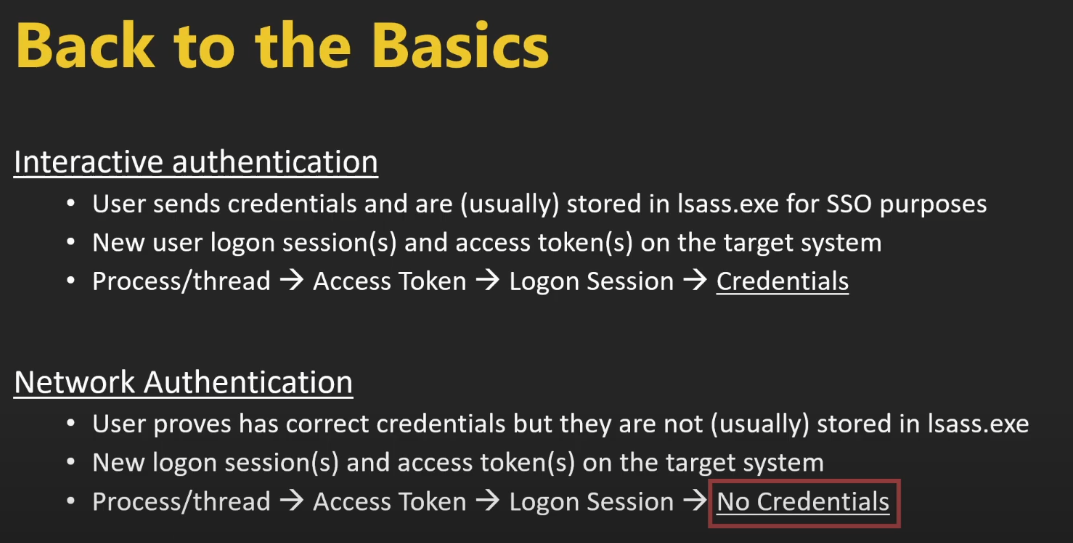 Back to the Basics
Interactive authentication
• User sends credentials and are (usually) stored in lsass.exe for SSO purposes
• New user logon session(s) and access token(s) on the target system
• Process/thread → Access Token → Logon Session → Credentials
Network Authentication
• User proves has correct credentials but they are not (usually) stored in lsass.exe
• New logon session(s) and access token(s) on the target system
• Process/thread → Access Token → Logon Session → No Credentials